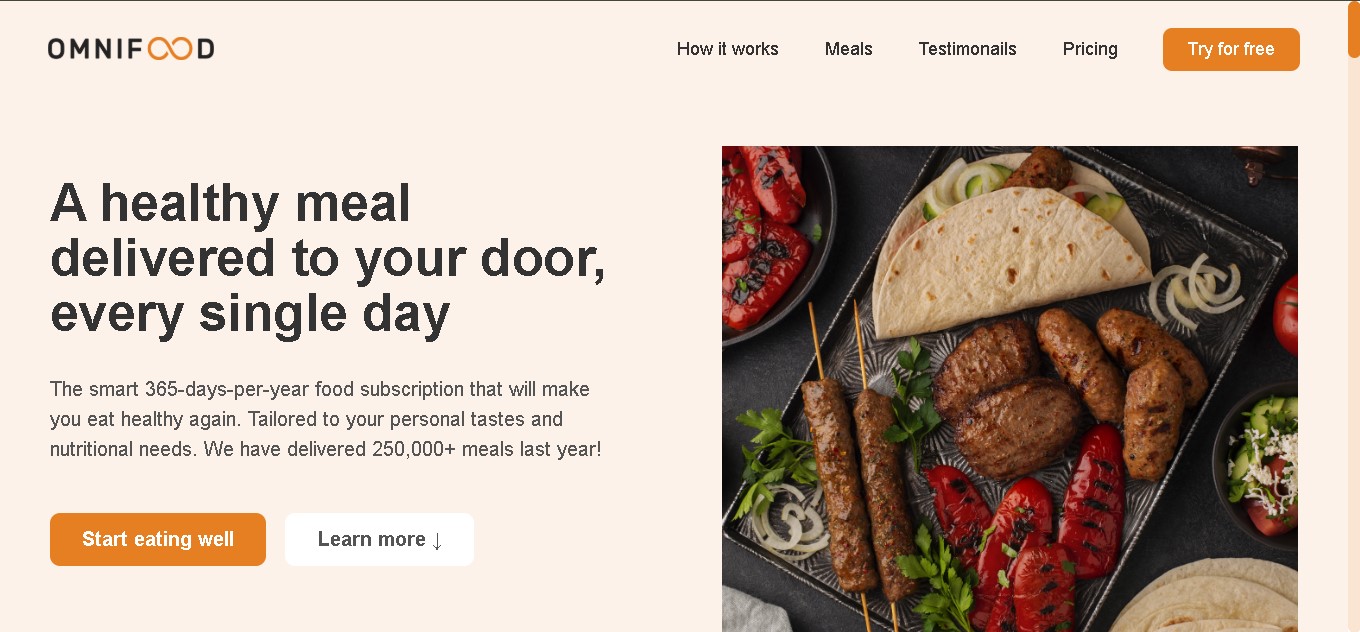 OMNIFOOD
How it works
Meals
Testimonails
Pricing
Try for free
A healthy meal
delivered to your door,
every single day
The smart 365-days-per-year food subscription that will make
you eat healthy again. Tailored to your personal tastes and
nutritional needs. We have delivered 250,000+ meals last year!
Start eating well
Learn more ↓